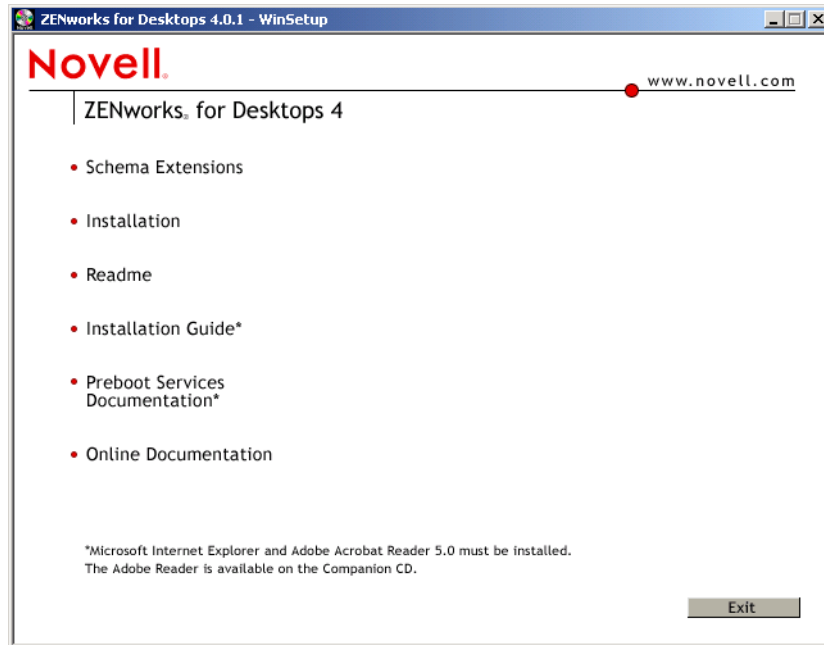 ZENworks for Desktops 4.0.1 - WinSetup
Novell.
www.novell.com
ZENworks® for Desktops 4
Schema Extensions
Installation
Readme
Installation Guide*
Preboot Services
Documentation*
Online Documentation
*Microsoft Internet Explorer and Adobe Acrobat Reader 5.0 must be installed.
The Adobe Reader is available on the Companion CD.
Exit